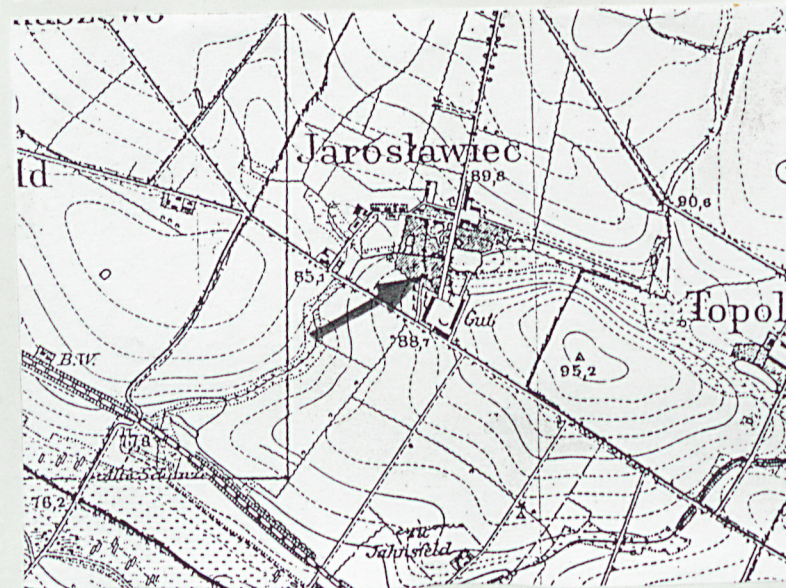 Jarosławiec
89,8
ld
90,6
85,1
Topol
Gut
88,7
B.W.
95,2
76,2
Jahnsfeld